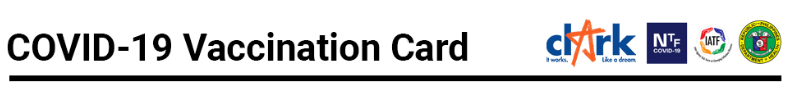 COVID-19 Vaccination Card
clark
It works. Like a dream.
NTF
COVID-19
IATF